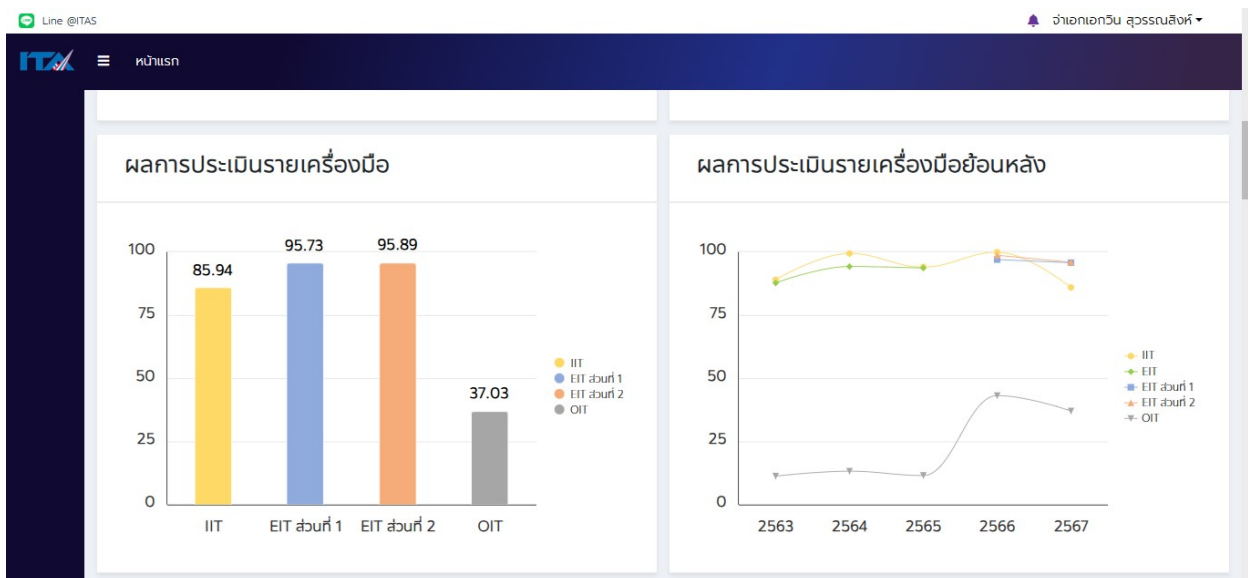 Line @ITAS
จ่าเอกเอกวิน สุวรรณสิงห์
ITA
หน้าแรก
ผลการประเมินรายเครื่องมือ
100
75
50
25
0
85.94
95.73
95.89
37.03
IIT
EIT ส่วนที่ 1
EIT ส่วนที่ 2
OIT
IIT
EIT ส่วนที่ 1
EIT ส่วนที่ 2
OIT
ผลการประเมินรายเครื่องมือย้อนหลัง
100
75
50
25
0
2563
2564
2565
2566
2567
IIT
EIT
EIT ส่วนที่ 1
EIT ส่วนที่ 2
OIT